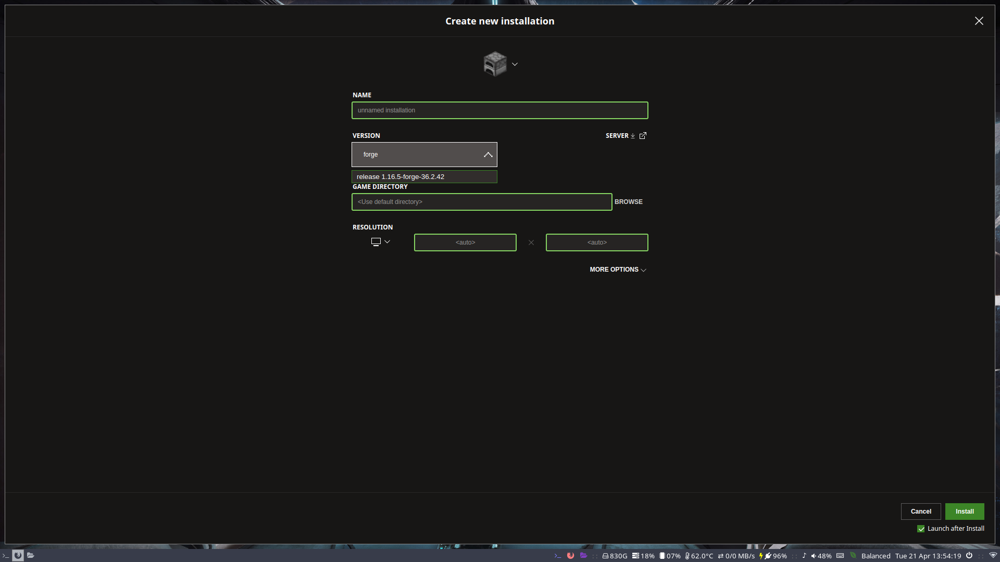 Create new installation
NAME
unnamed installation
VERSION
SERVER
forge
release 1.16.5-forge-36.2.42
GAME DIRECTORY
<Use default directory>
BROWSE
RESOLUTION
<auto>
<auto>
MORE OPTIONS
Cancel
Install
Launch after Install
830G 18% 07% 62.0°C 0/0 MB/s 96% 48% Balanced Tue 21 Apr 13:54:19